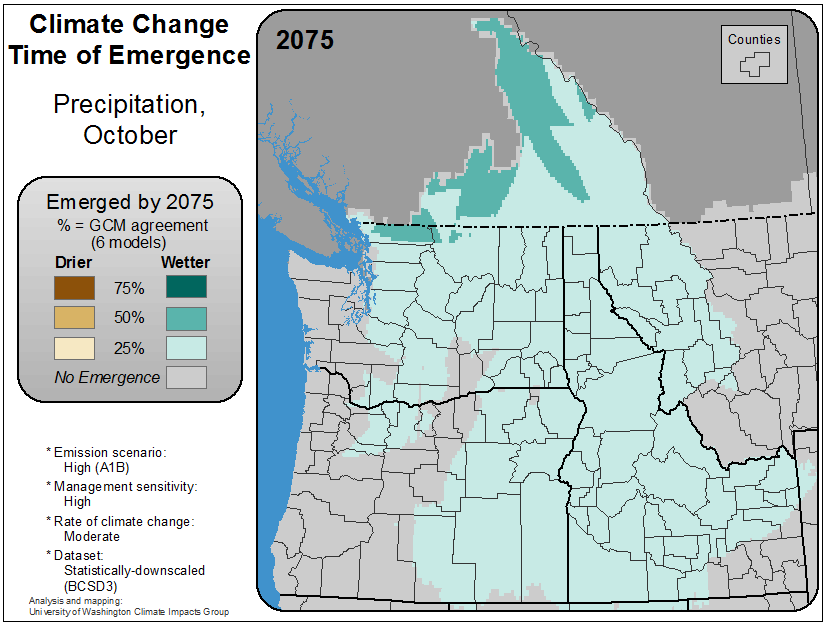 Climate Change
Time of Emergence
Precipitation,
October
Emerged by 2075
% = GCM agreement
(6 models)
Drier Wetter
75%
50%
25%
No Emergence
* Emission scenario:
High (A1B)
* Management sensitivity:
High
* Rate of climate change:
Moderate
* Dataset:
Statistically-downscaled
(BCSD3)
Analysis and mapping:
University of Washington Climate Impacts Group
2075
Counties